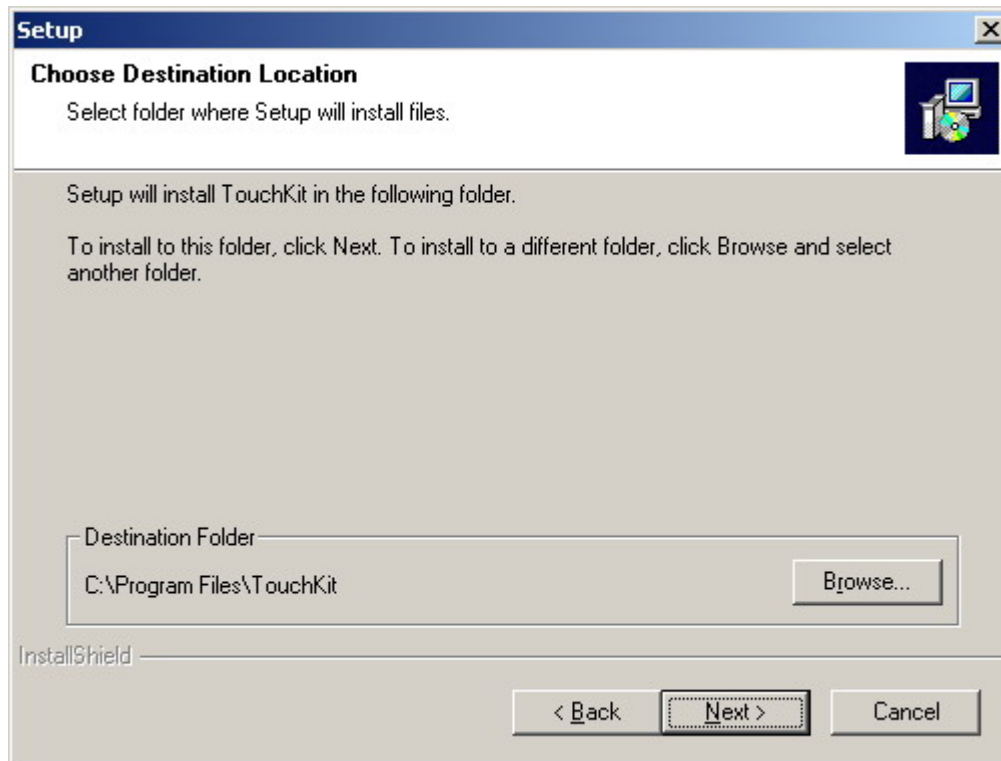 Setup
Choose Destination Location
Select folder where Setup will install files.
Setup will install TouchKit in the following folder.
To install to this folder, click Next. To install to a different folder, click Browse and select
another folder.
Destination Folder
C:\Program Files\TouchKit
Browse...
InstallShield
< Back
Next >
Cancel